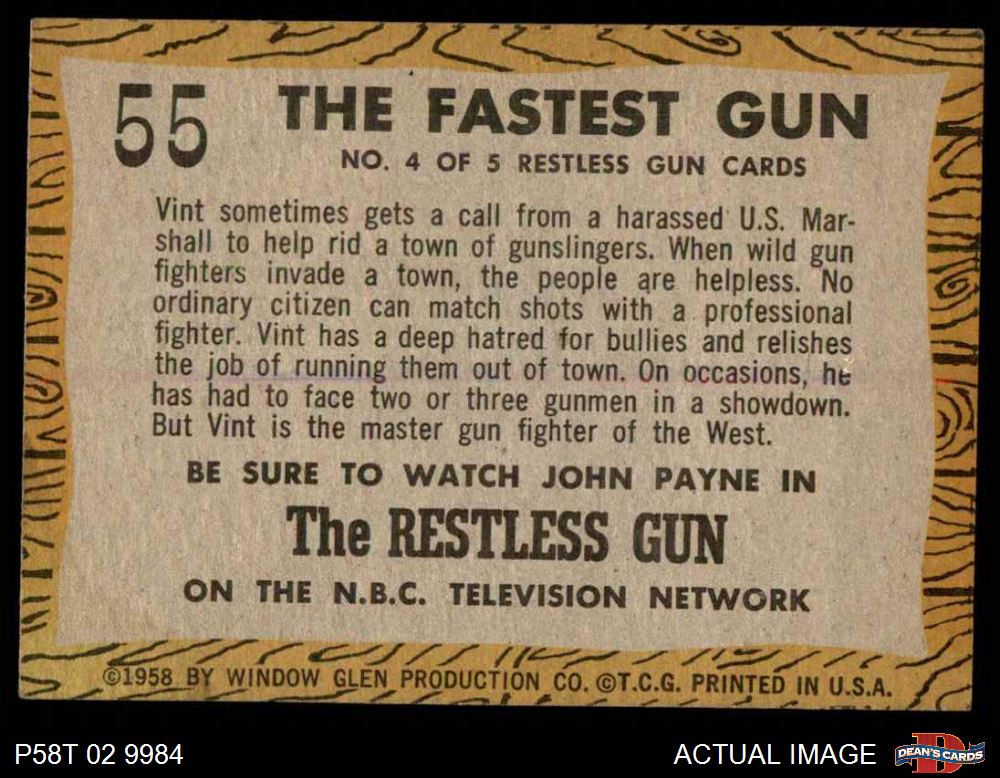 55 THE FASTEST GUN
NO. 4 OF 5 RESTLESS GUN CARDS
Vint sometimes gets a call from a harassed U.S. Mar-
shall to help rid a town of gunslingers. When wild gun
fighters invade a town, the people are helpless. No
ordinary citizen can match shots with a professional
fighter. Vint has a deep hatred for bullies and relishes
the job of running them out of town. On occasions, he
has had to face two or three gunmen in a showdown.
But Vint is the master gun fighter of the West.
BE SURE TO WATCH JOHN PAYNE IN
The RESTLESS GUN
ON THE N.B.C. TELEVISION NETWORK
©1958 BY WINDOW GLEN PRODUCTION CO. ©T.C.G. PRINTED IN U.S.A.
P58T 02 9984
ACTUAL IMAGE
DEAN'S CARDS